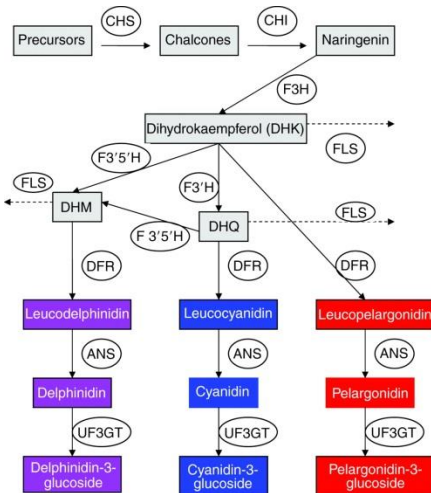 CHS
CHI
Precursors
Chalcones
Naringenin
F3H
Dihydrokaempferol (DHK)
FLS
F3′5′H
FLS
F3′H
DHM
FLS
DHQ
F 3′5′H
DFR
DFR
DFR
Leucodelphinidin
Leucocyanidin
Leucopelargonidin
ANS
ANS
ANS
Delphinidin
Cyanidin
Pelargonidin
UF3GT
UF3GT
UF3GT
Delphinidin-3-
glucoside
Cyanidin-3-
glucoside
Pelargonidin-3-
glucoside